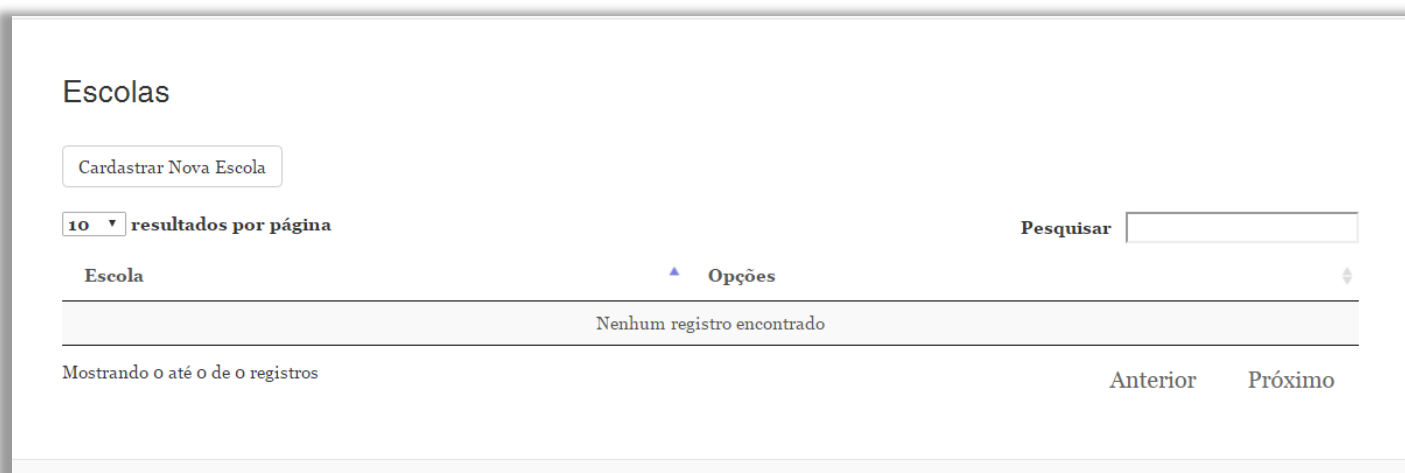 Escolas
Cardastrar Nova Escola
10 resultados por página
Pesquisar
Escola Opções
Nenhum registro encontrado
Mostrando 0 até 0 de 0 registros
Anterior Próximo